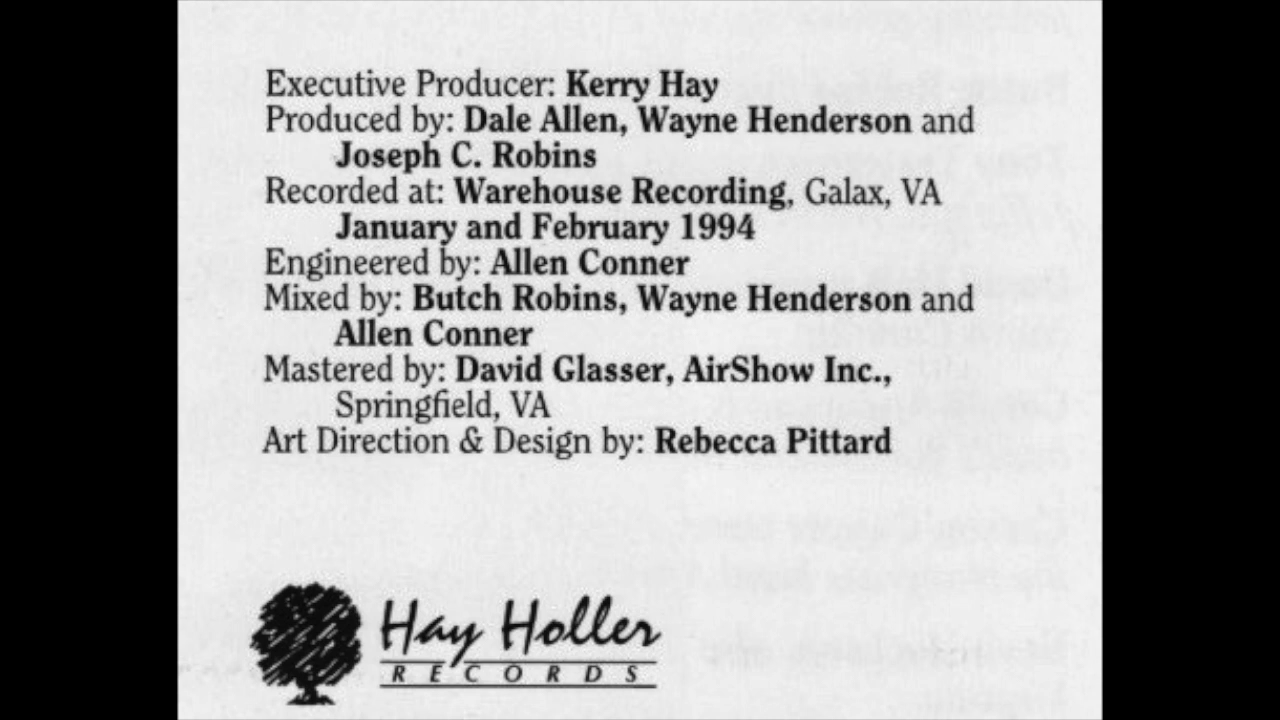 Executive Producer: Kerry Hay
Produced by: Dale Allen, Wayne Henderson and
Joseph C. Robins
Recorded at: Warehouse Recording, Galax, VA
January and February 1994
Engineered by: Allen Conner
Mixed by: Butch Robins, Wayne Henderson and
Allen Conner
Mastered by: David Glasser, AirShow Inc.,
Springfield, VA
Art Direction & Design by: Rebecca Pittard
Hay Holler
RECORDS